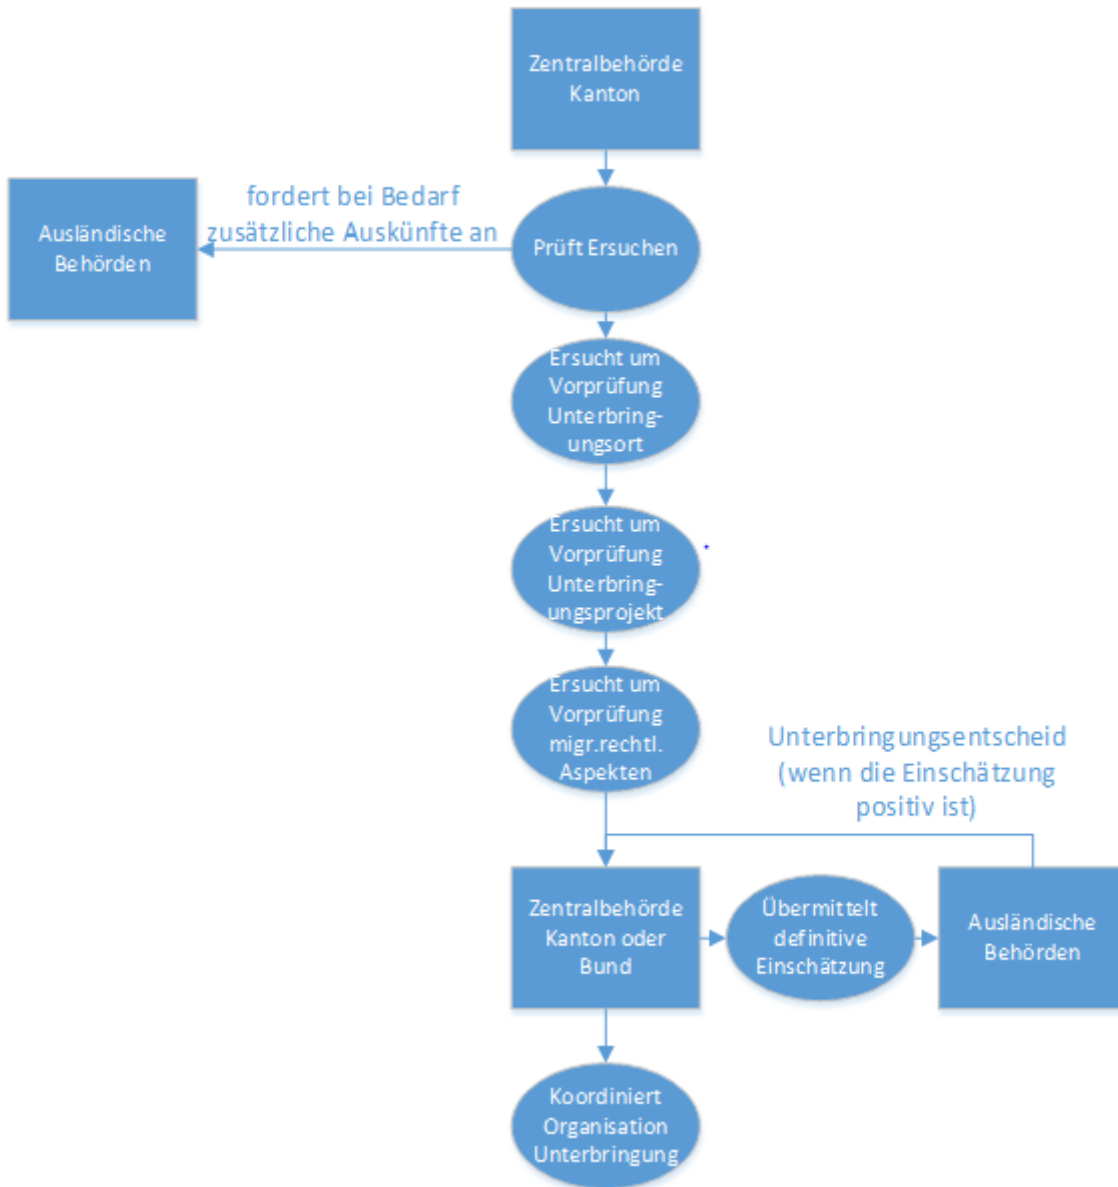 Zentralbehörde
Kanton
fordert bei Bedarf
zusätzliche Auskünfte an
Ausländische
Behörden
Prüft Ersuchen
Ersucht um
Vorprüfung
Unterbring-
ungsort
Ersucht um
Vorprüfung
Unterbring-
ungsprojekt
Ersucht um
Vorprüfung
migr.rechtl.
Aspekten
Unterbringungsentscheid
(wenn die Einschätzung
positiv ist)
Zentralbehörde
Kanton oder
Bund
Übermittelt
definitive
Einschätzung
Ausländische
Behörden
Koordiniert
Organisation
Unterbringung